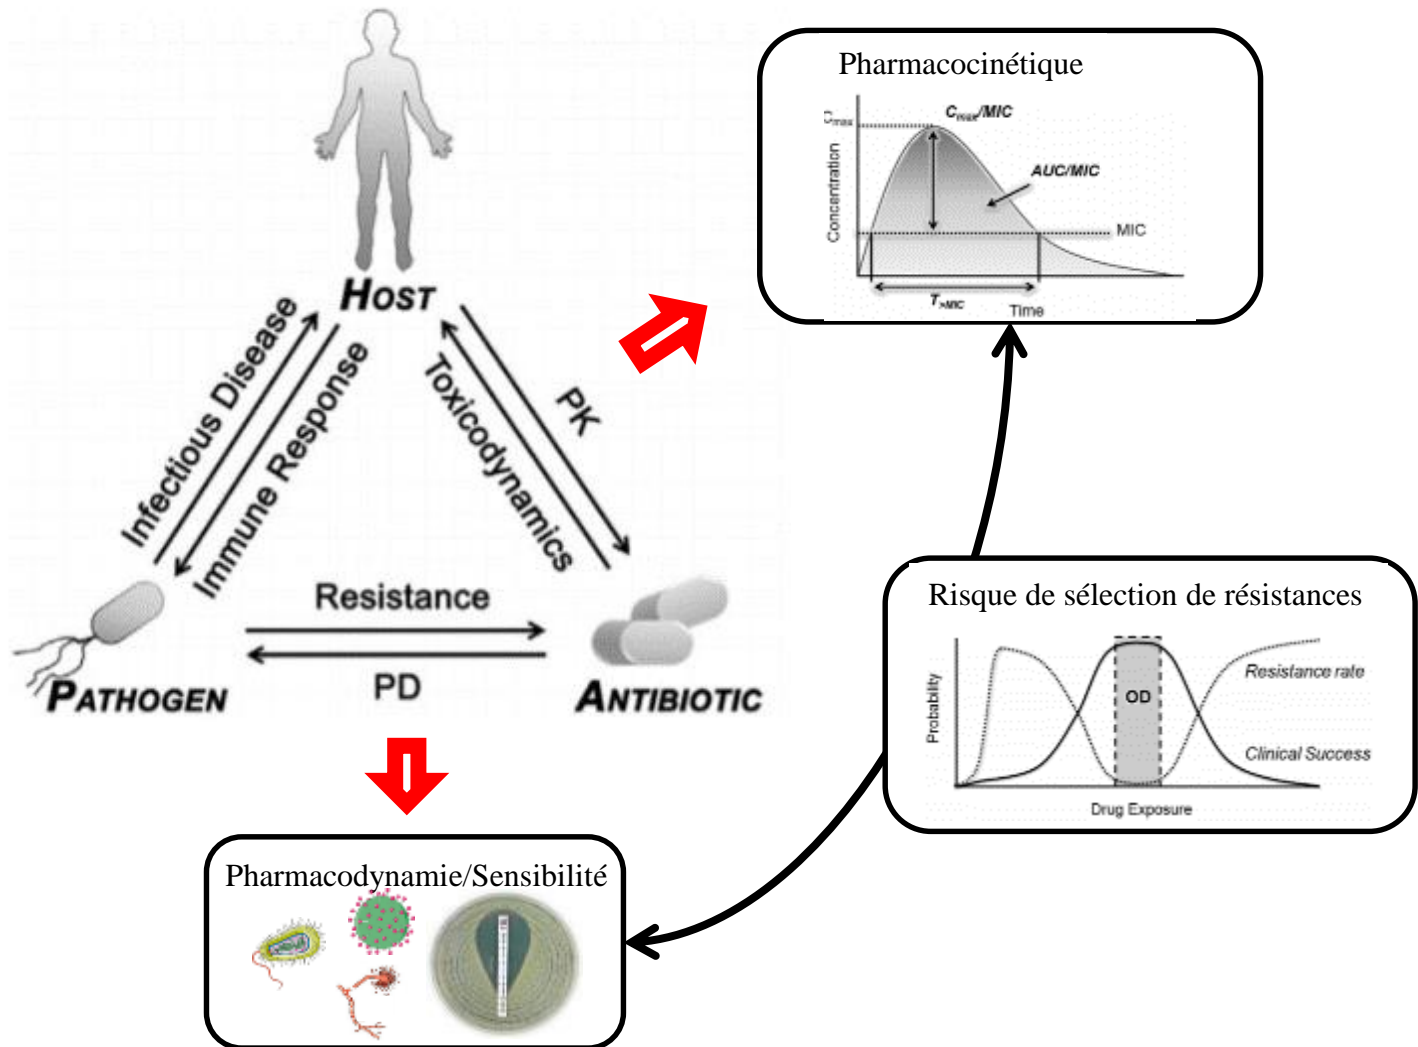 Pharmacocinétique
Cmax
Cmax/MIC
AUC/MIC
Concentration
MIC
T>MIC
Time
HOST
Infectious Disease
Immune Response
Toxicodynamics
PK
Resistance
PD
PATHOGEN
ANTIBIOTIC
Risque de sélection de résistances
Probability
OD
Resistance rate
Clinical Success
Drug Exposure
Pharmacodynamie/Sensibilité